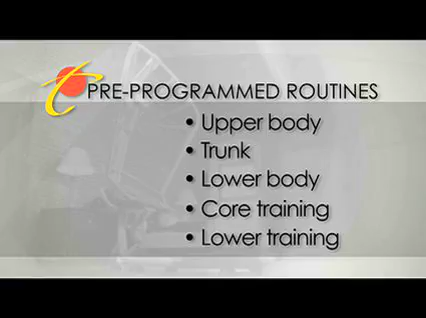 PRE-PROGRAMMED ROUTINES
• Upper body
• Trunk
• Lower body
• Core training
• Lower training